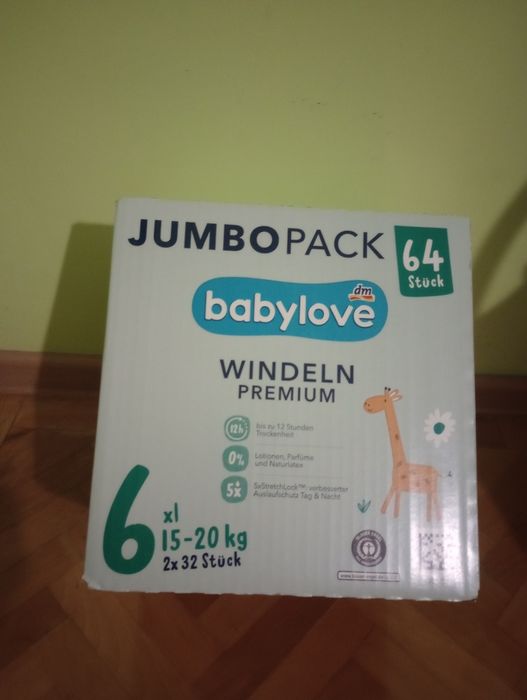 JUMBOPACK
64
Stück
dm
babylove
WINDELN
PREMIUM
12h
bis zu 12 Stunden
Trockenheit
0%
Lotionen, Parfüme
und Naturlatex
5x
5xStretchLock™: verbesserter
Auslaufschutz Tag & Nacht
6
xl
15-20 kg
2x 32 Stück